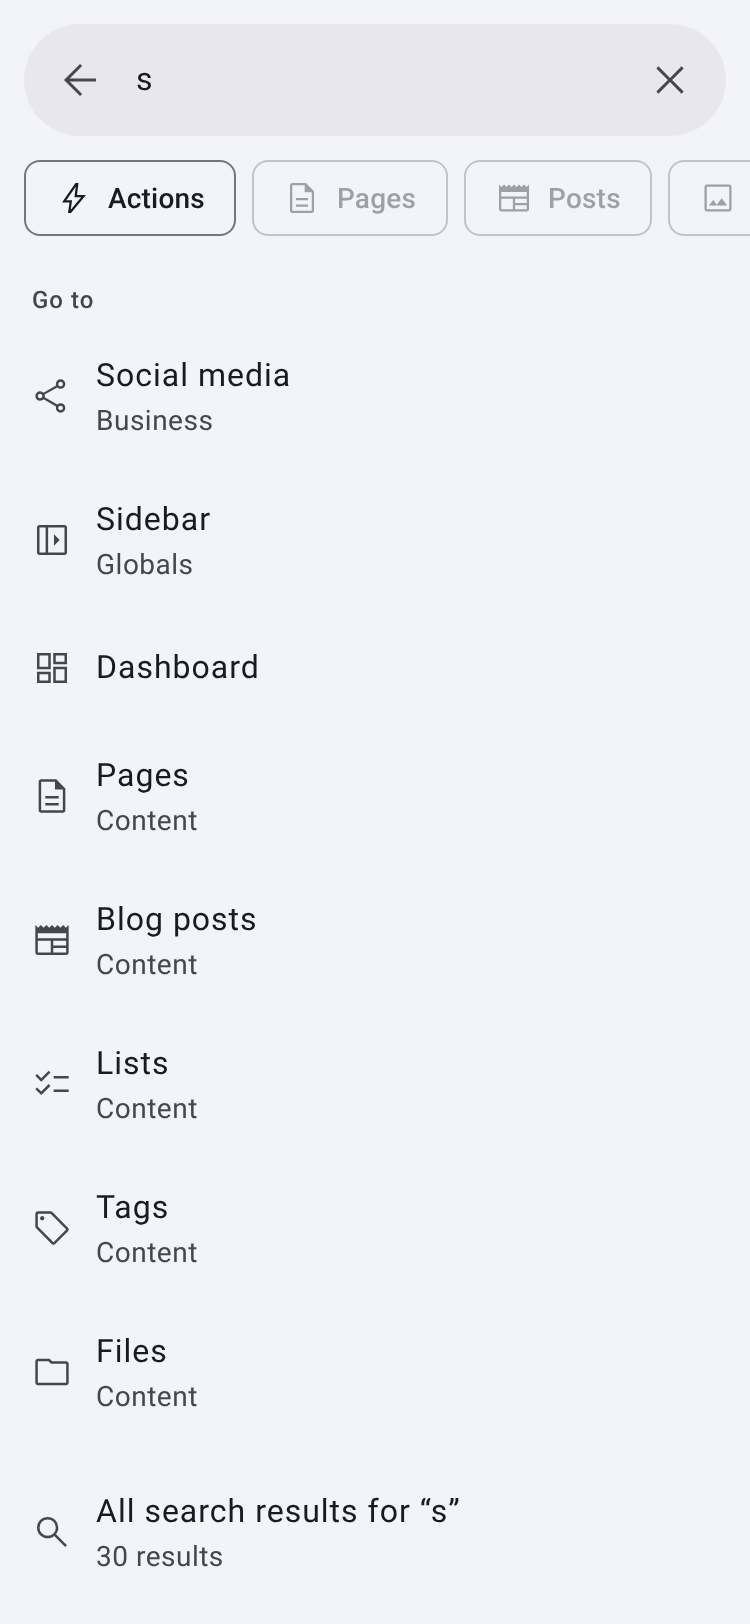 s
Actions
Pages
Posts
Go to
Social media
Business
Sidebar
Globals
Dashboard
Pages
Content
Blog posts
Content
Lists
Content
Tags
Content
Files
Content
All search results for “s”
30 results